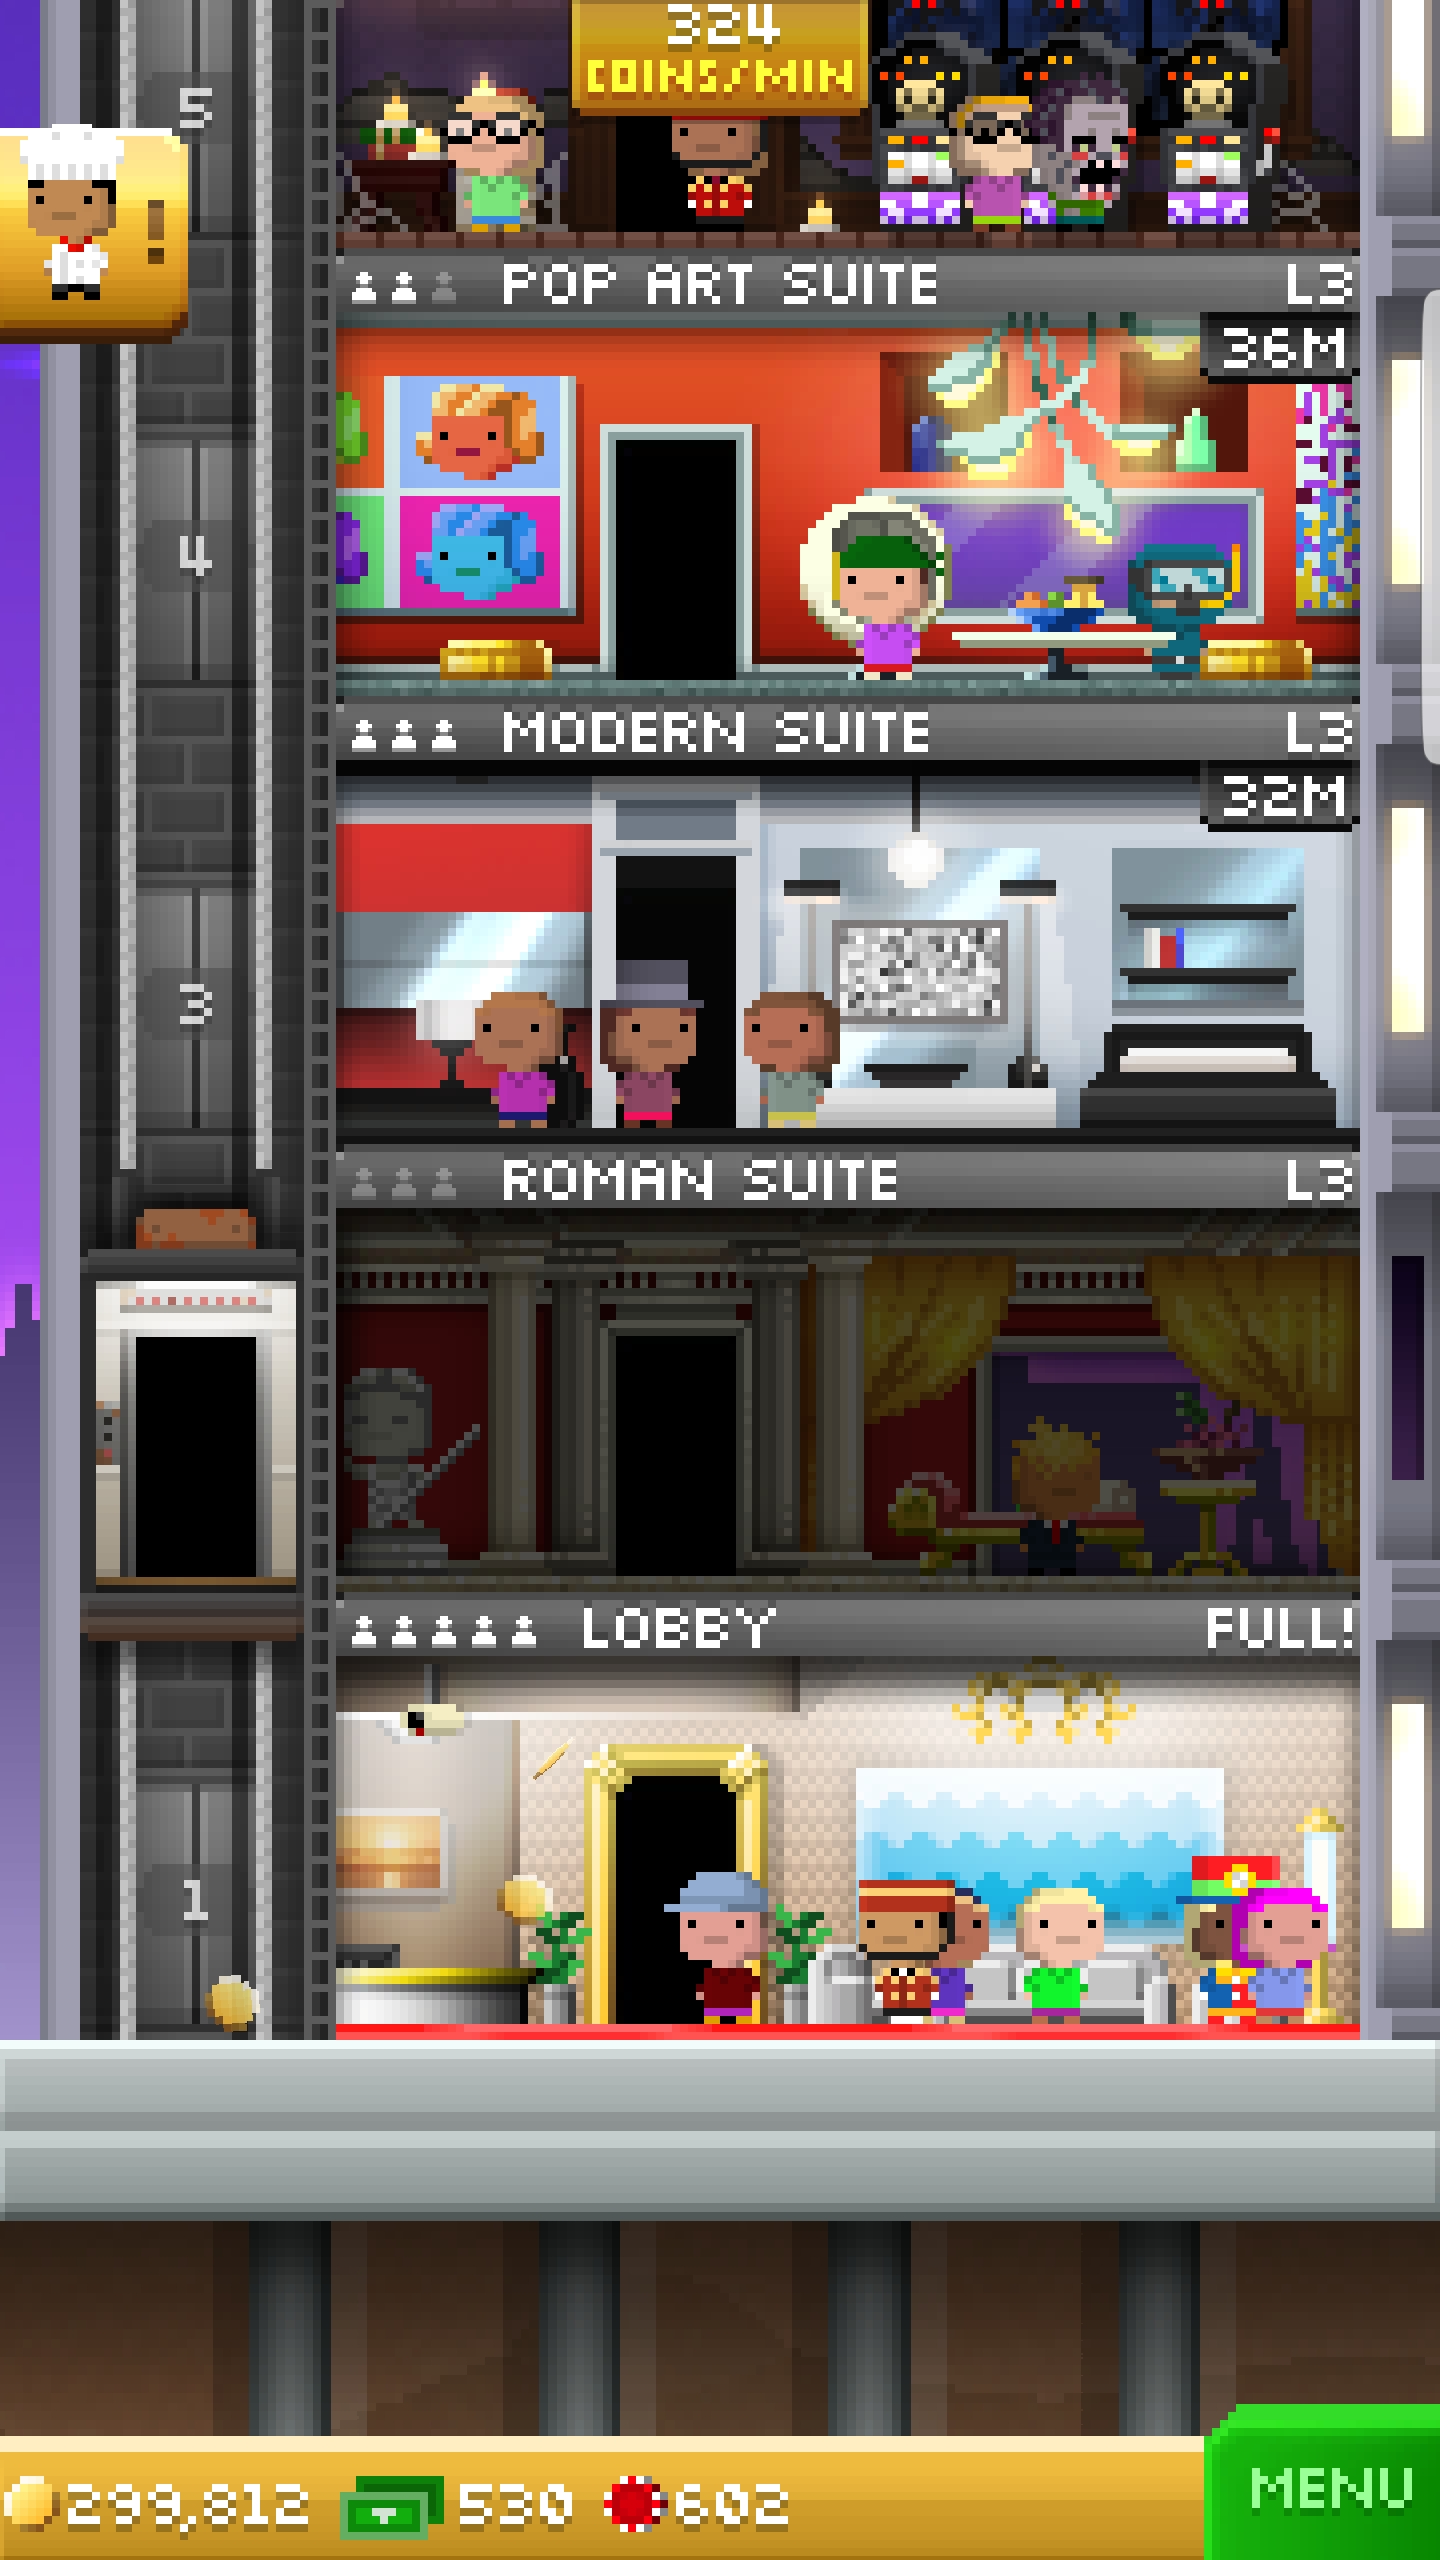 324
COINS/MIN
5
!
POP ART SUITE L3
36M
4
MODERN SUITE L3
32M
3
ROMAN SUITE L3
LOBBY FULL!
1
299,812 530 602
MENU